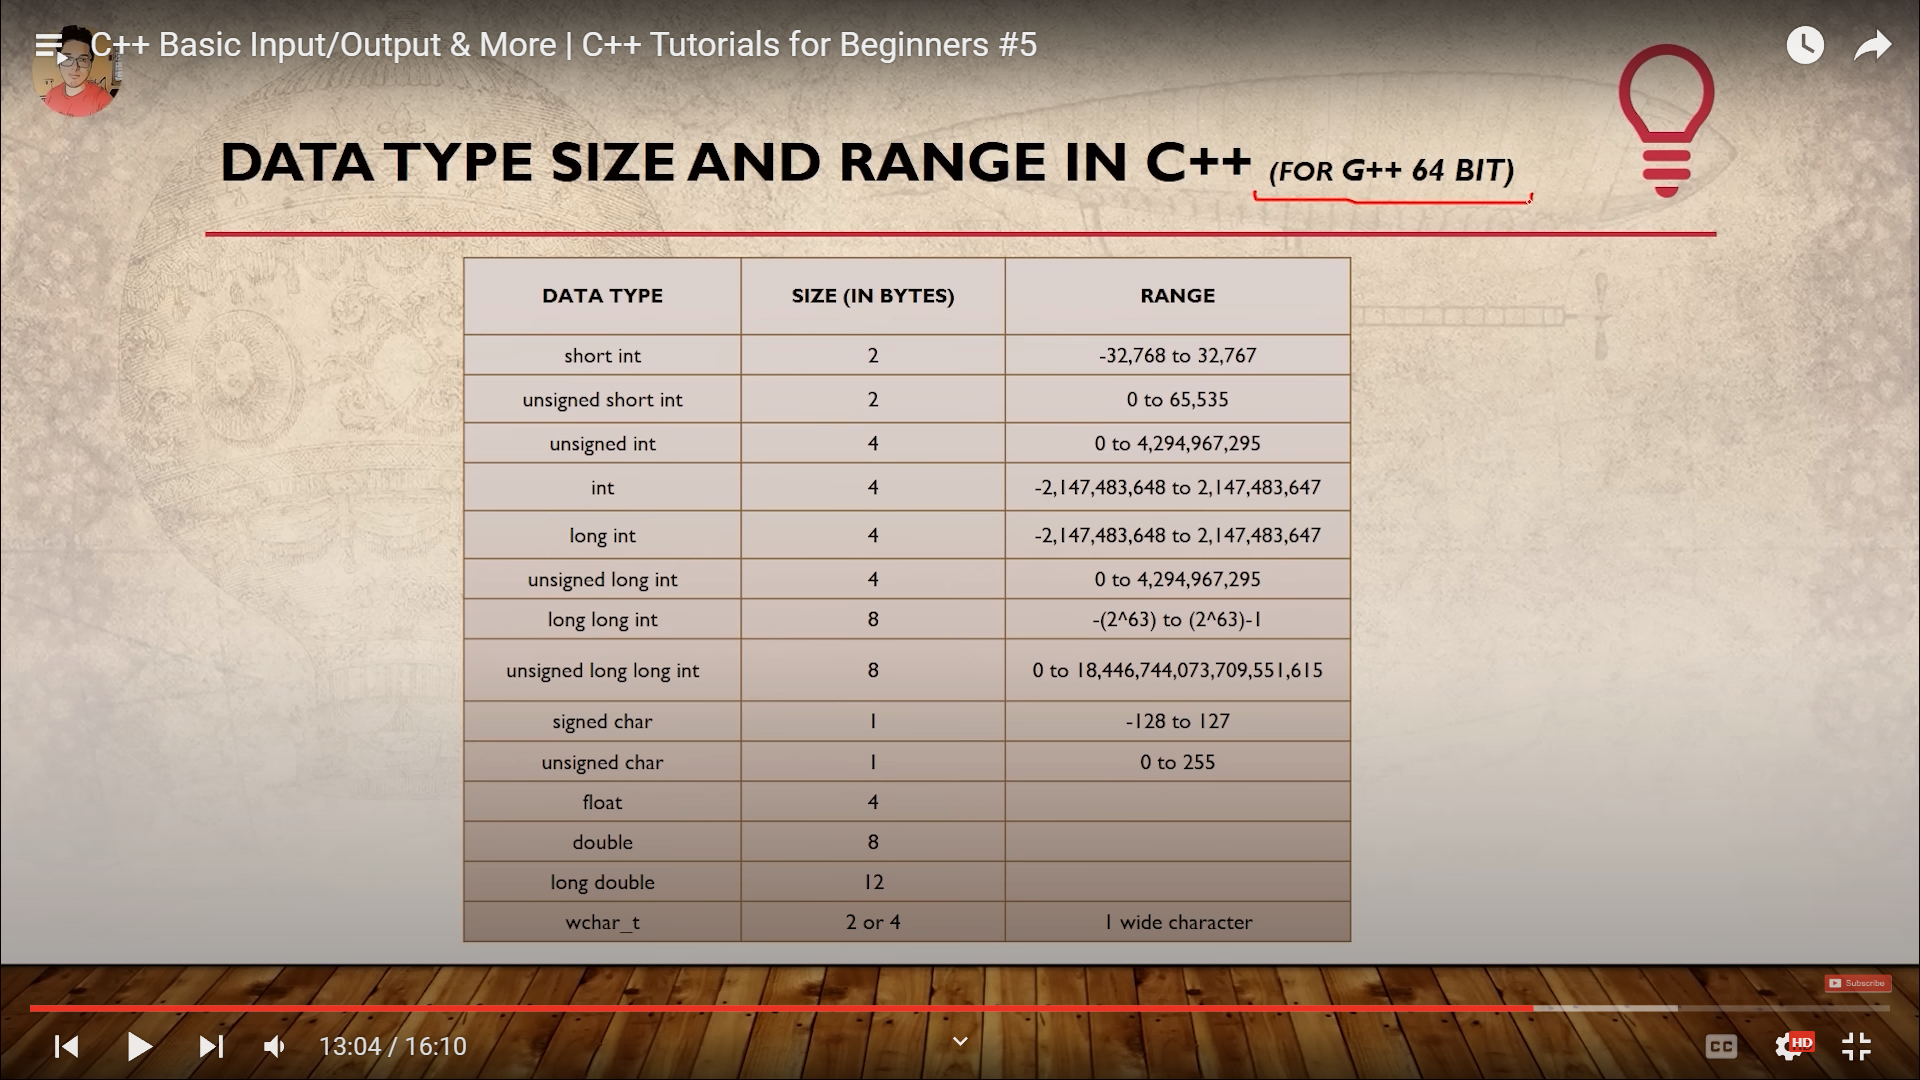 C++ Basic Input/Output & More | C++ Tutorials for Beginners #5
DATA TYPE SIZE AND RANGE IN C++ (FOR G++ 64 BIT)
DATA TYPE SIZE (IN BYTES) RANGE
short int 2 -32,768 to 32,767
unsigned short int 2 0 to 65,535
unsigned int 4 0 to 4,294,967,295
int 4 -2,147,483,648 to 2,147,483,647
long int 4 -2,147,483,648 to 2,147,483,647
unsigned long int 4 0 to 4,294,967,295
long long int 8 -(2^63) to (2^63)-1
unsigned long long int 8 0 to 18,446,744,073,709,551,615
signed char 1 -128 to 127
unsigned char 1 0 to 255
float 4
double 8
long double 12
wchar_t 2 or 4 1 wide character
Subscribe
13:04 / 16:10
CC HD